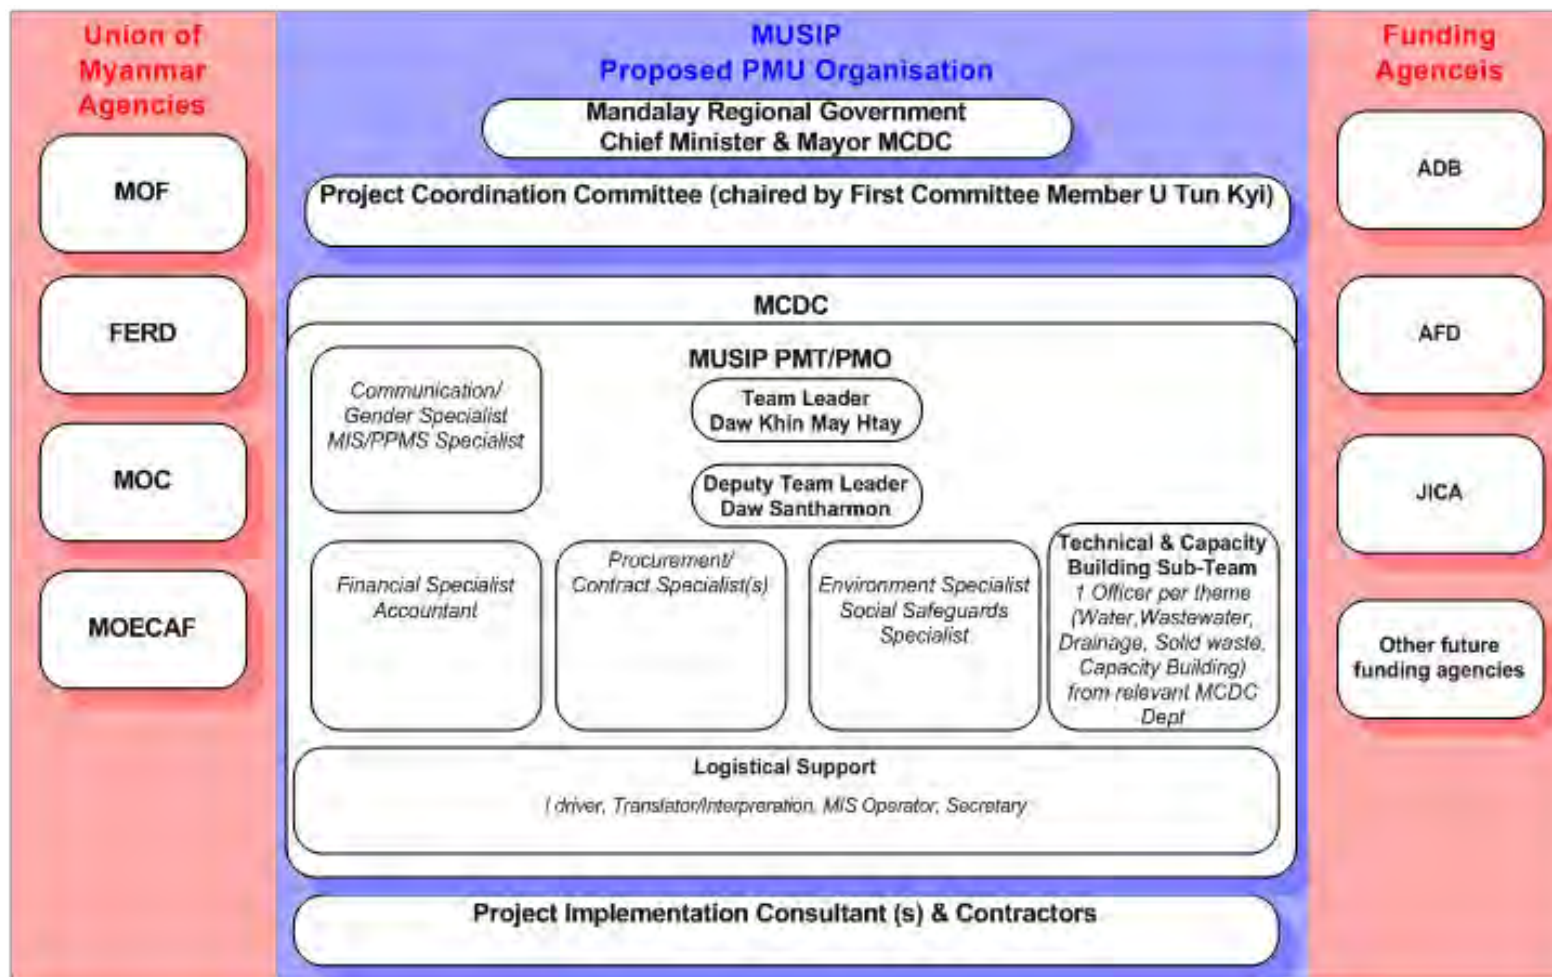 Union of
Myanmar
Agencies
MOF
FERD
MOC
MOECAF
MUSIP
Proposed PMU Organisation
Mandalay Regional Government
Chief Minister & Mayor MCDC
Project Coordination Committee (chaired by First Committee Member U Tun Kyi)
MCDC
MUSIP PMT/PMO
Communication/
Gender Specialist
MIS/PPMS Specialist
Team Leader
Daw Khin May Htay
Deputy Team Leader
Daw Santharmon
Financial Specialist
Accountant
Procurement/
Contract Specialist(s)
Environment Specialist
Social Safeguards
Specialist
Technical & Capacity
Building Sub-Team
1 Officer per theme
(Water,Wastewater,
Drainage, Solid waste,
Capacity Building)
from relevant MCDC
Dept
Logistical Support
driver, Translator/Interpreration, MIS Operator, Secretary
Project Implementation Consultant (s) & Contractors
Funding
Agenceis
ADB
AFD
JICA
Other future
funding agencies